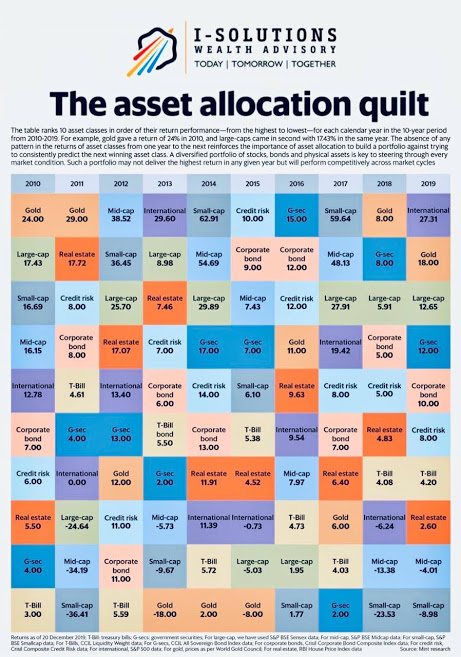 I-SOLUTIONS
WEALTH ADVISORY
TODAY | TOMORROW | TOGETHER
The asset allocation quilt
The table ranks 10 asset classes in order of their return performance—from the highest to lowest—for each calendar year in the 10-year period
from 2010-2019. For example, gold gave a return of 24% in 2010, and large-caps came in second with 17.43% in the same year. The absence of any
pattern in the returns of asset classes from one year to the next reinforces the importance of asset allocation to build a portfolio against trying
to consistently predict the next winning asset class. A diversified portfolio of stocks, bonds and physical assets is key to steering through every
market condition. Such a portfolio may not deliver the highest return in any given year but will perform competitively across market cycles
2010 2011 2012 2013 2014 2015 2016 2017 2018 2019
Gold 24.00 Gold 29.00 Mid-cap 38.52 International 29.60 Small-cap 62.91 Credit risk 10.00 G-sec 15.00 Small-cap 59.64 Gold 8.00 International 27.31
Large-cap 17.43 Real estate 17.72 Small-cap 36.45 Large-cap 8.98 Mid-cap 54.69 Corporate bond 9.00 Corporate bond 12.00 Mid-cap 48.13 G-sec 8.00 Gold 18.00
Small-cap 16.69 Credit risk 8.00 Large-cap 25.70 Real estate 7.46 Large-cap 29.89 Mid-cap 7.43 Credit risk 12.00 Large-cap 27.91 Large-cap 5.91 Large-cap 12.65
Mid-cap 16.15 Corporate bond 8.00 Real estate 17.07 Credit risk 7.00 G-sec 17.00 G-sec 7.00 Gold 11.00 International 19.42 Corporate bond 5.00 G-sec 12.00
International 12.78 T-Bill 4.61 International 13.40 Corporate bond 6.00 Credit risk 14.00 Small-cap 6.10 Real estate 9.63 Credit risk 8.00 Credit risk 5.00 Corporate bond 10.00
Corporate bond 7.00 G-sec 4.00 G-sec 13.00 T-Bill bond 5.50 Corporate bond 13.00 T-Bill 5.38 International 9.54 Corporate bond 7.00 Real estate 4.83 Credit risk 8.00
Credit risk 6.00 International 0.00 Gold 12.00 G-sec 2.00 Real estate 11.91 Real estate 4.52 Mid-cap 7.97 Real estate 6.40 T-Bill 4.08 T-Bill 4.20
Real estate 5.50 Large-cap -24.64 Credit risk 11.00 Mid-cap -5.73 International 11.39 International -0.73 T-Bill 4.73 Gold 6.00 International -6.24 Real estate 2.60
G-sec 4.00 Mid-cap -34.19 Corporate bond 11.00 Small-cap -9.67 T-Bill 5.72 Large-cap -5.03 Large-cap 1.95 T-Bill 4.03 Mid-cap -13.38 Mid-cap -4.01
T-Bill 3.00 Small-cap -36.41 T-Bill 5.59 Gold -18.00 Gold 2.00 Gold -8.00 Small-cap 1.77 G-sec 2.00 Small-cap -23.53 Small-cap -8.98
Returns as of 20 December 2019; T-Bill: treasury bills, G-secs: government securities, For large-cap, we have used S&P BSE Sensex data; For mid-cap, S&P BSE Midcap data; For small-cap, S&P BSE
Smallcap data; For T-Bills, CCIL Liquidity Weight data; For G-secs, CCIL All Sovereign Bond Index data; For corporate bonds, Crisil Corporate Bond Composite Index data; For credit risk,
Crisil Composite Credit Risk Index data; For international, S&P 500 data; For gold, prices as per World Gold Council; For real estate, RBI House Price Index data
Source: Mint research